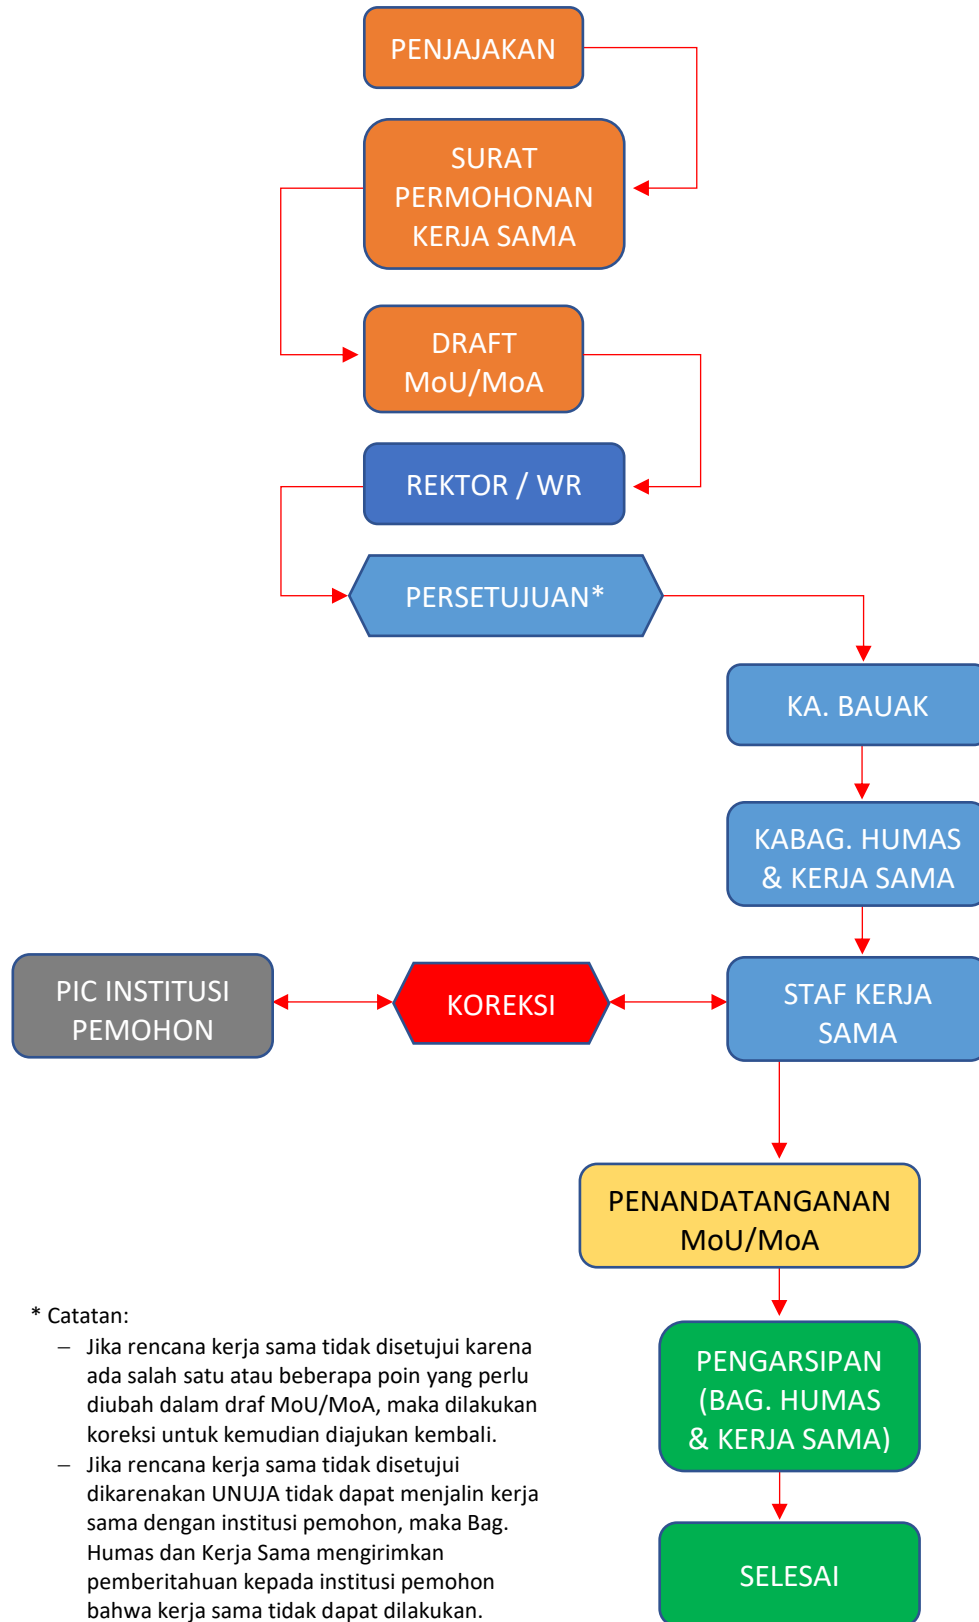 PENJAJAKAN
SURAT
PERMOHONAN
KERJA SAMA
DRAFT
MoU/MoA
REKTOR / WR
PERSETUJUAN*
KA. BAUAK
KABAG. HUMAS
& KERJA SAMA
PIC INSTITUSI
PEMOHON
KOREKSI
STAF KERJA
SAMA
PENANDATANGANAN
MoU/MoA
PENGARSIPAN
(BAG. HUMAS
& KERJA SAMA)
SELESAI
* Catatan:
– Jika rencana kerja sama tidak disetujui karena
ada salah satu atau beberapa poin yang perlu
diubah dalam draf MoU/MoA, maka dilakukan
koreksi untuk kemudian diajukan kembali.
– Jika rencana kerja sama tidak disetujui
dikarenakan UNUJA tidak dapat menjalin kerja
sama dengan institusi pemohon, maka Bag.
Humas dan Kerja Sama mengirimkan
pemberitahuan kepada institusi pemohon
bahwa kerja sama tidak dapat dilakukan.